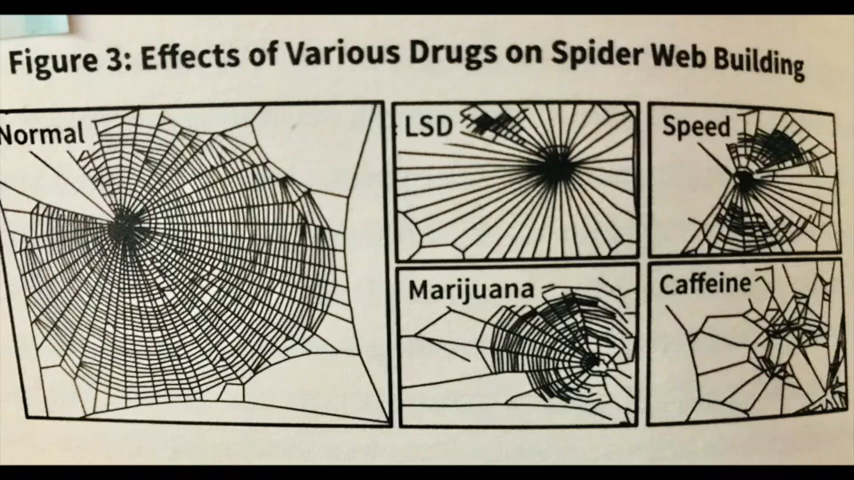 Figure 3: Effects of Various Drugs on Spider Web Building
Normal
LSD
Speed
Marijuana
Caffeine